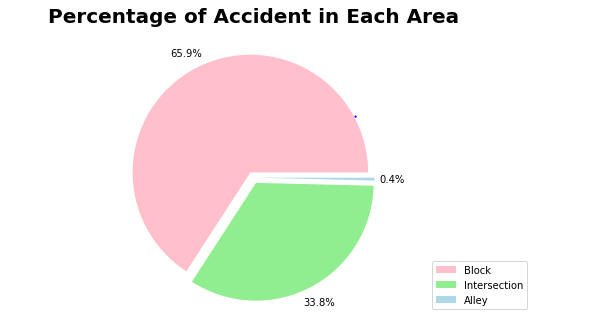 Percentage of Accident in Each Area
65.9%
0.4%
33.8%
Block
Intersection
Alley